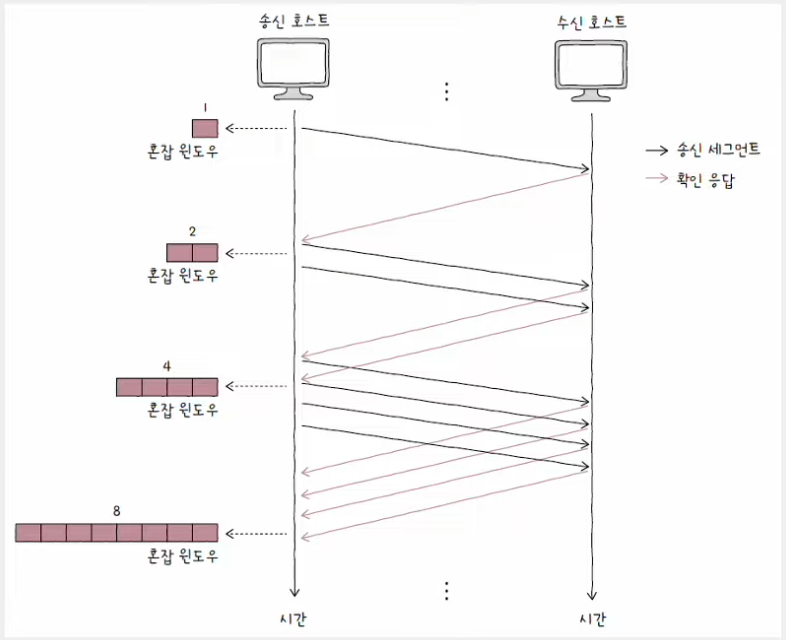 송신 호스트
수신 호스트
1
혼잡 윈도우
송신 세그먼트
확인 응답
2
혼잡 윈도우
4
혼잡 윈도우
8
혼잡 윈도우
시간
시간